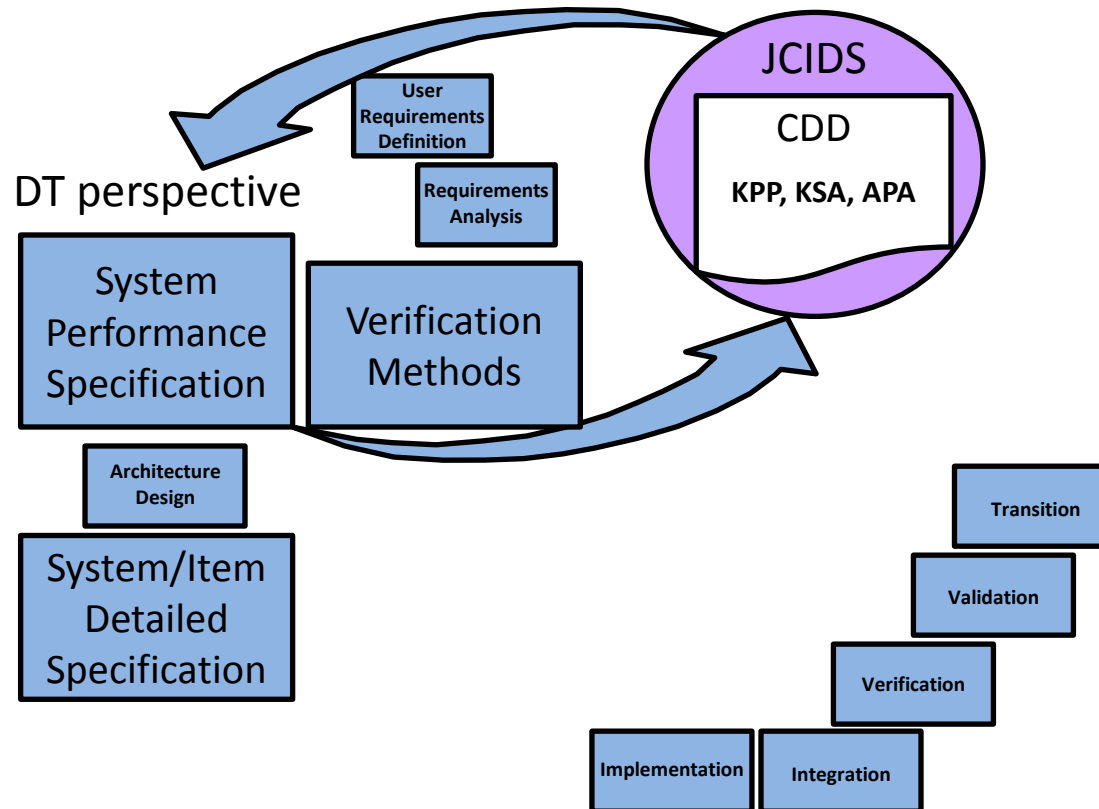 JCIDS
CDD
KPP, KSA, APA
User
Requirements
Definition
Requirements
Analysis
DT perspective
System
Performance
Specification
Verification
Methods
Architecture
Design
System/Item
Detailed
Specification
Transition
Validation
Verification
Implementation
Integration